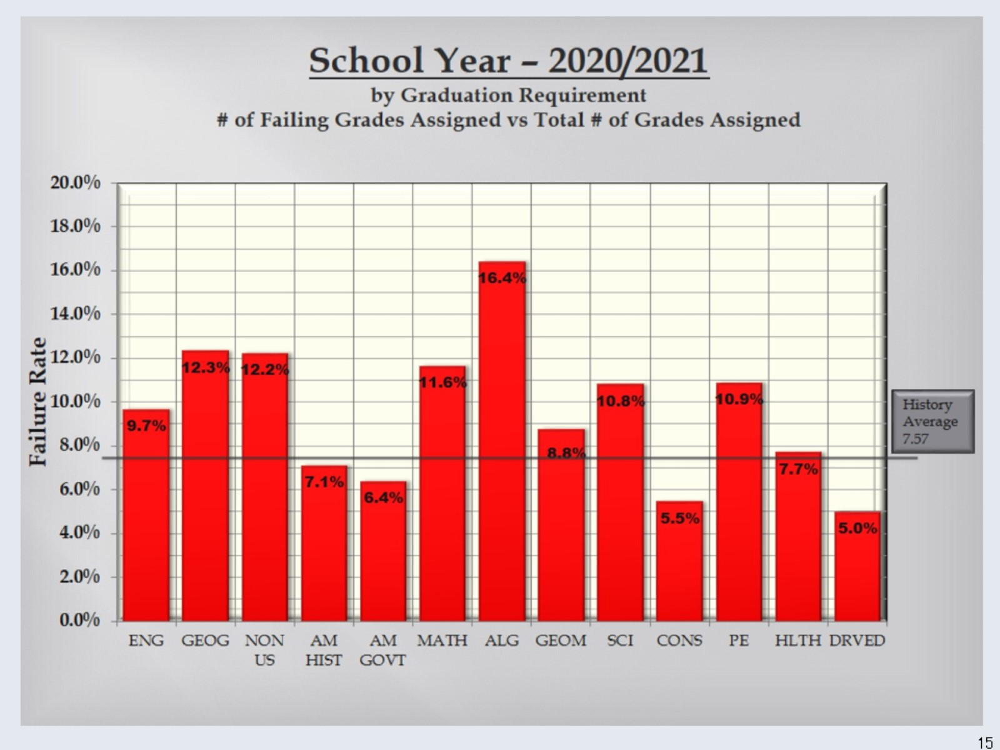 School Year – 2020/2021
by Graduation Requirement
# of Failing Grades Assigned vs Total # of Grades Assigned
Failure Rate
20.0%
18.0%
16.0%
14.0%
12.0%
10.0%
8.0%
6.0%
4.0%
2.0%
0.0%
9.7%
12.3%
12.2%
7.1%
6.4%
11.6%
16.4%
8.8%
10.8%
5.5%
10.9%
7.7%
5.0%
ENG
GEOG
NON
US
AM
HIST
AM
GOVT
MATH
ALG
GEOM
SCI
CONS
PE
HLTH
DRVED
History
Average
7.57
15